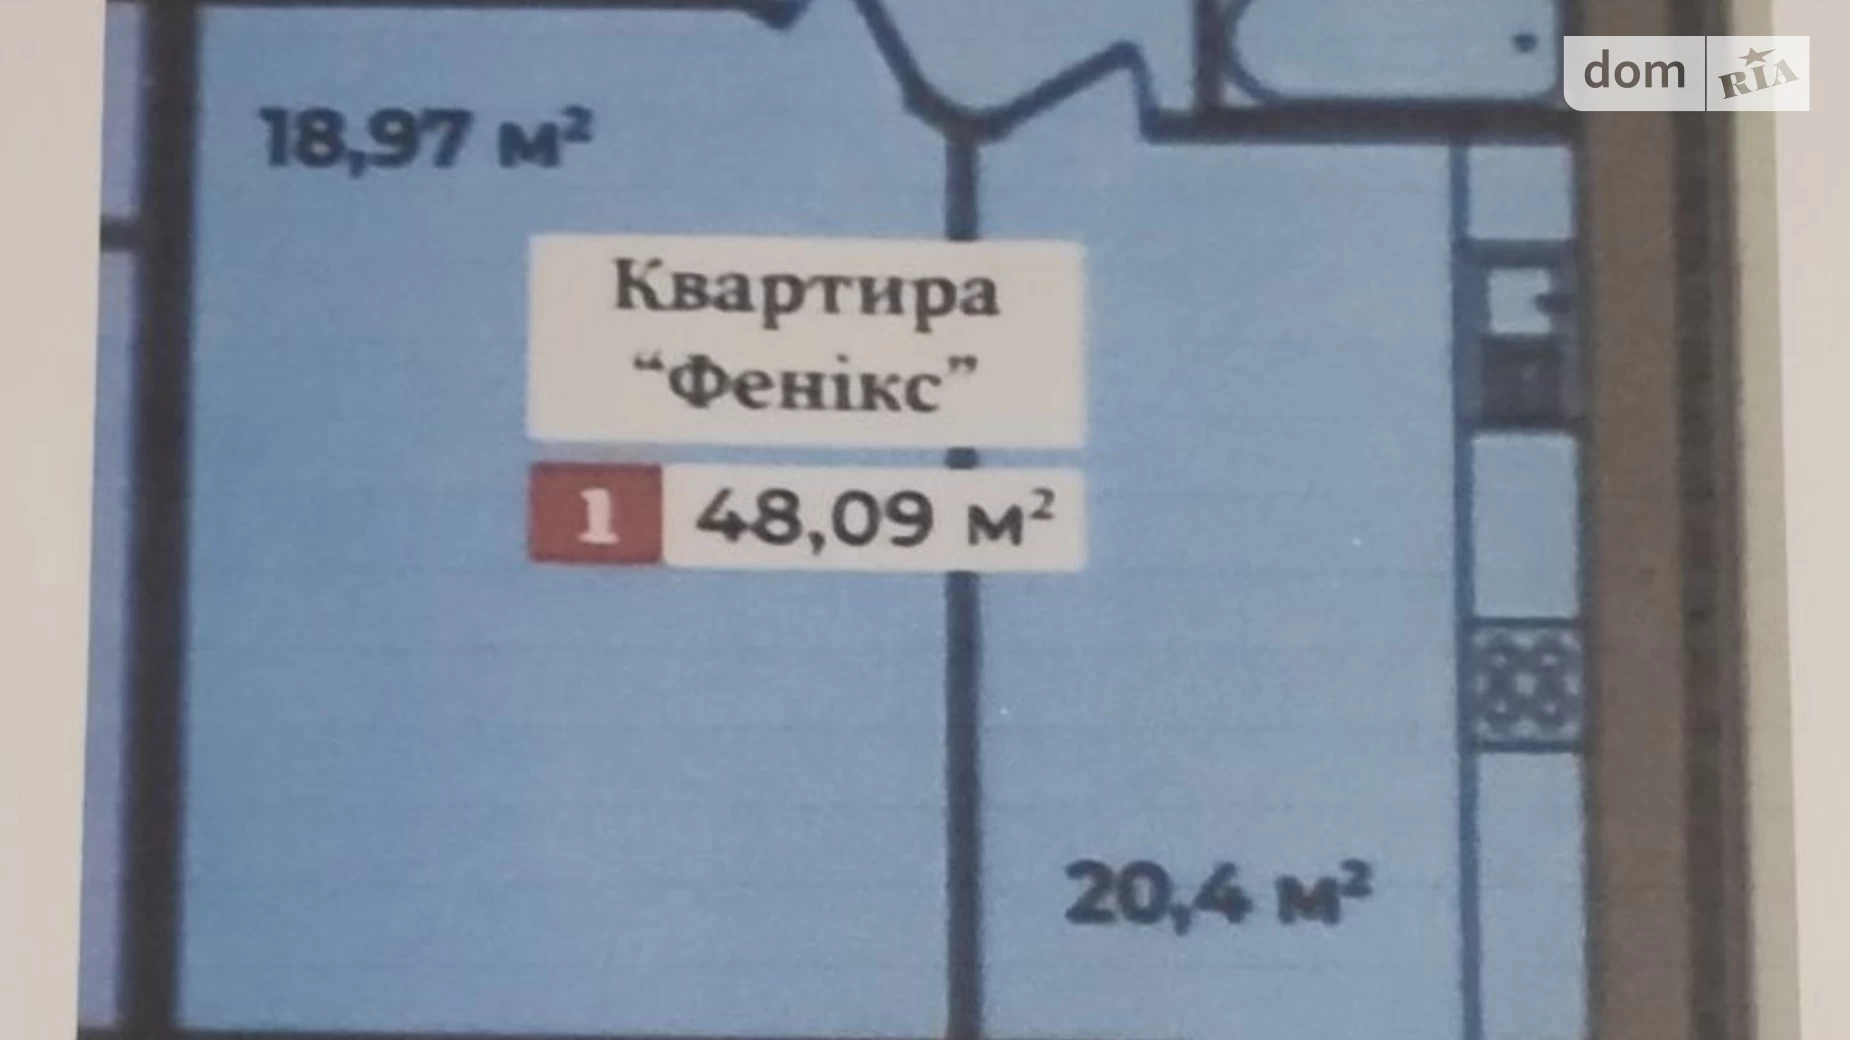 dom RIA
18,97 м²
Квартира
“Фенікс”
1 48,09 м²
20,4 м²